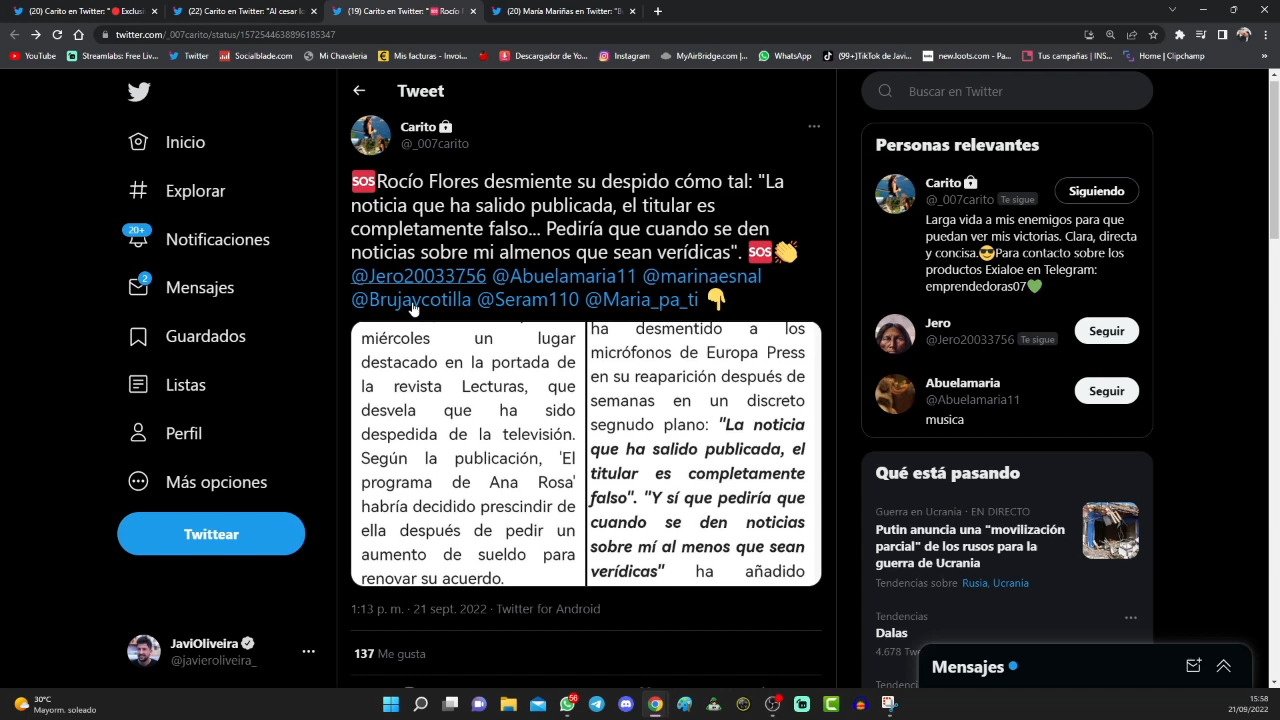 (20) Carito en Twitter: "🔴Exclusi
(22) Carito en Twitter: "Al cesar l
(19) Carito en Twitter: "🆘Rocío F
(20) María Mariñas en Twitter: "B
twitter.com/_007carito/status/1572544638896185347
YouTube
Streamlabs: Free Liv...
Twitter
Socialblade.com
Mi Chavaleria
Mis facturas - Invoi...
Descargador de You...
Instagram
MyAirBridge.com |...
WhatsApp
(99+)TikTok de Javi...
new.loots.com - Pa...
Tus campañas | INS...
Home | Clipchamp
Inicio
Explorar
20+
Notificaciones
2
Mensajes
Guardados
Listas
Perfil
Más opciones
Twittear
JaviOliveira
@javieroliveira_
Tweet
Carito
@_007carito
🆘Rocío Flores desmiente su despido cómo tal: "La
noticia que ha salido publicada, el titular es
completamente falso... Pediría que cuando se den
noticias sobre mi almenos que sean verídicas". 🆘👏
@Jero20033756 @Abuelamaria11 @marinaesnal
@Brujaycotilla @Seram110 @Maria_pa_ti 👇
miércoles un lugar
destacado en la portada de
la revista Lecturas, que
desvela que ha sido
despedida de la televisión.
Según la publicación, 'El
programa de Ana Rosa'
habría decidido prescindir de
ella después de pedir un
aumento de sueldo para
renovar su acuerdo.
ha desmentido a los
micrófonos de Europa Press
en su reaparición después de
semanas en un discreto
segnudo plano: "La noticia
que ha salido publicada, el
titular es completamente
falso". "Y sí que pediría que
cuando se den noticias
sobre mí al menos que sean
verídicas" ha añadido
1:13 p. m. · 21 sept. 2022 · Twitter for Android
137 Me gusta
Buscar en Twitter
Personas relevantes
Carito
@_007carito Te sigue
Siguiendo
Larga vida a mis enemigos para que
puedan ver mis victorias. Clara, directa
y concisa.😎Para contacto sobre los
productos Exialoe en Telegram:
emprendedoras07💚
Jero
@Jero20033756 Te sigue
Seguir
Abuelamaria
@Abuelamaria11
Seguir
musica
Qué está pasando
Guerra en Ucrania · EN DIRECTO
Putin anuncia una "movilización
parcial" de los rusos para la
guerra de Ucrania
Tendencias sobre Rusia, Ucrania
Tendencias
Dalas
4.678 Tw
Mensajes
30°C
Mayorm. soleado
56
15:58
21/09/2022